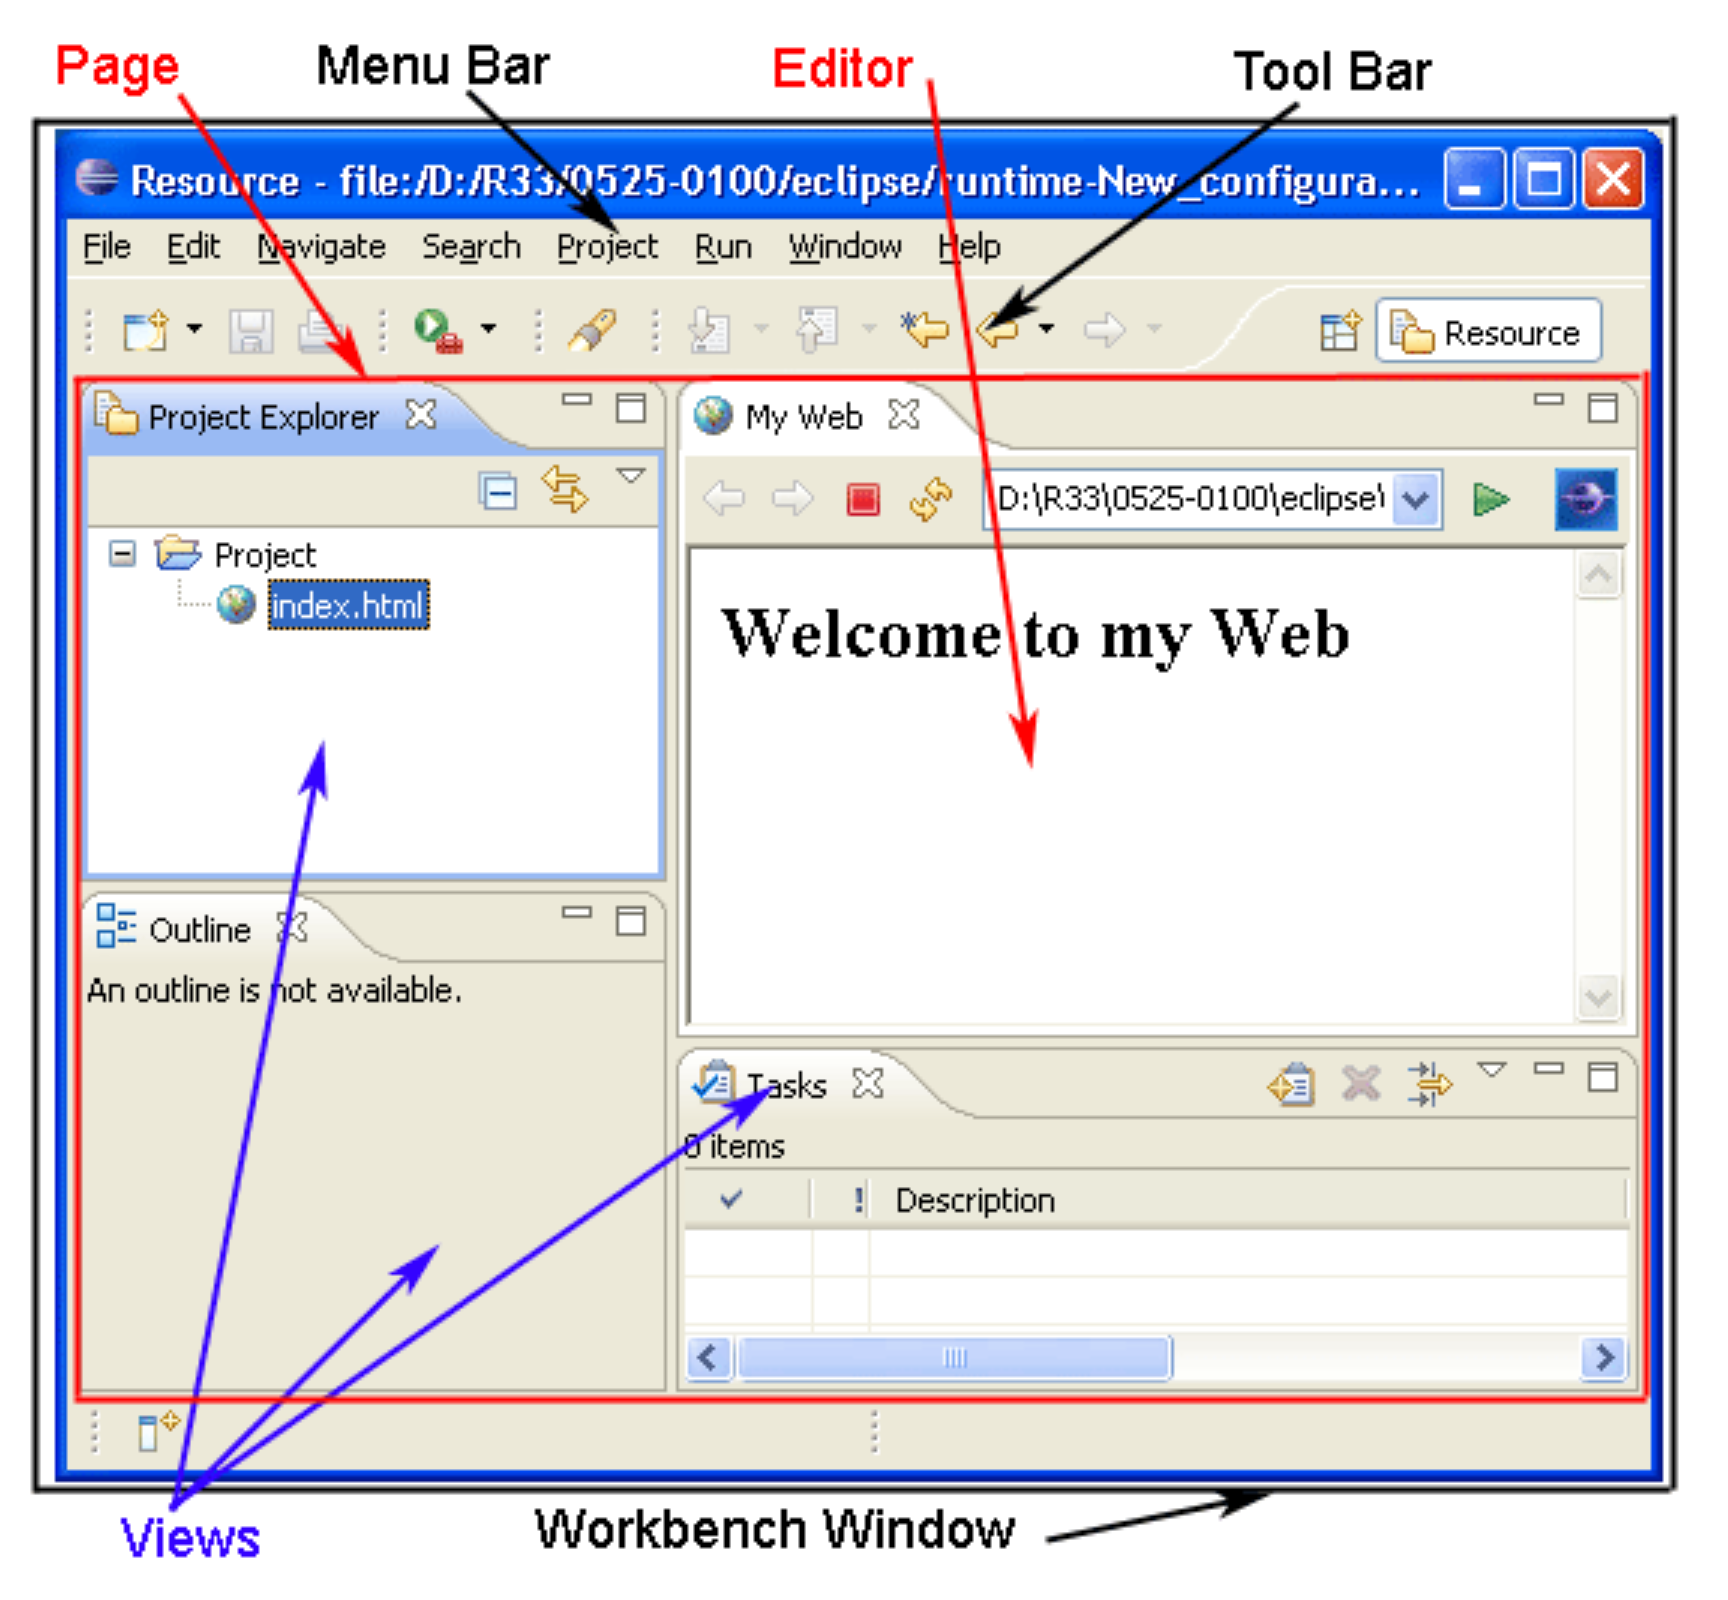 Page Menu Bar Editor Tool Bar
Resource - file:/D:/R33/0525-0100/eclipse/runtime-New_configura...
File Edit Navigate Search Project Run Window Help
Resource
Project Explorer
Project
index.html
My Web
D:\R33\0525-0100\eclipse\
Welcome to my Web
Outline
An outline is not available.
Tasks
0 items
! Description
Views
Workbench Window